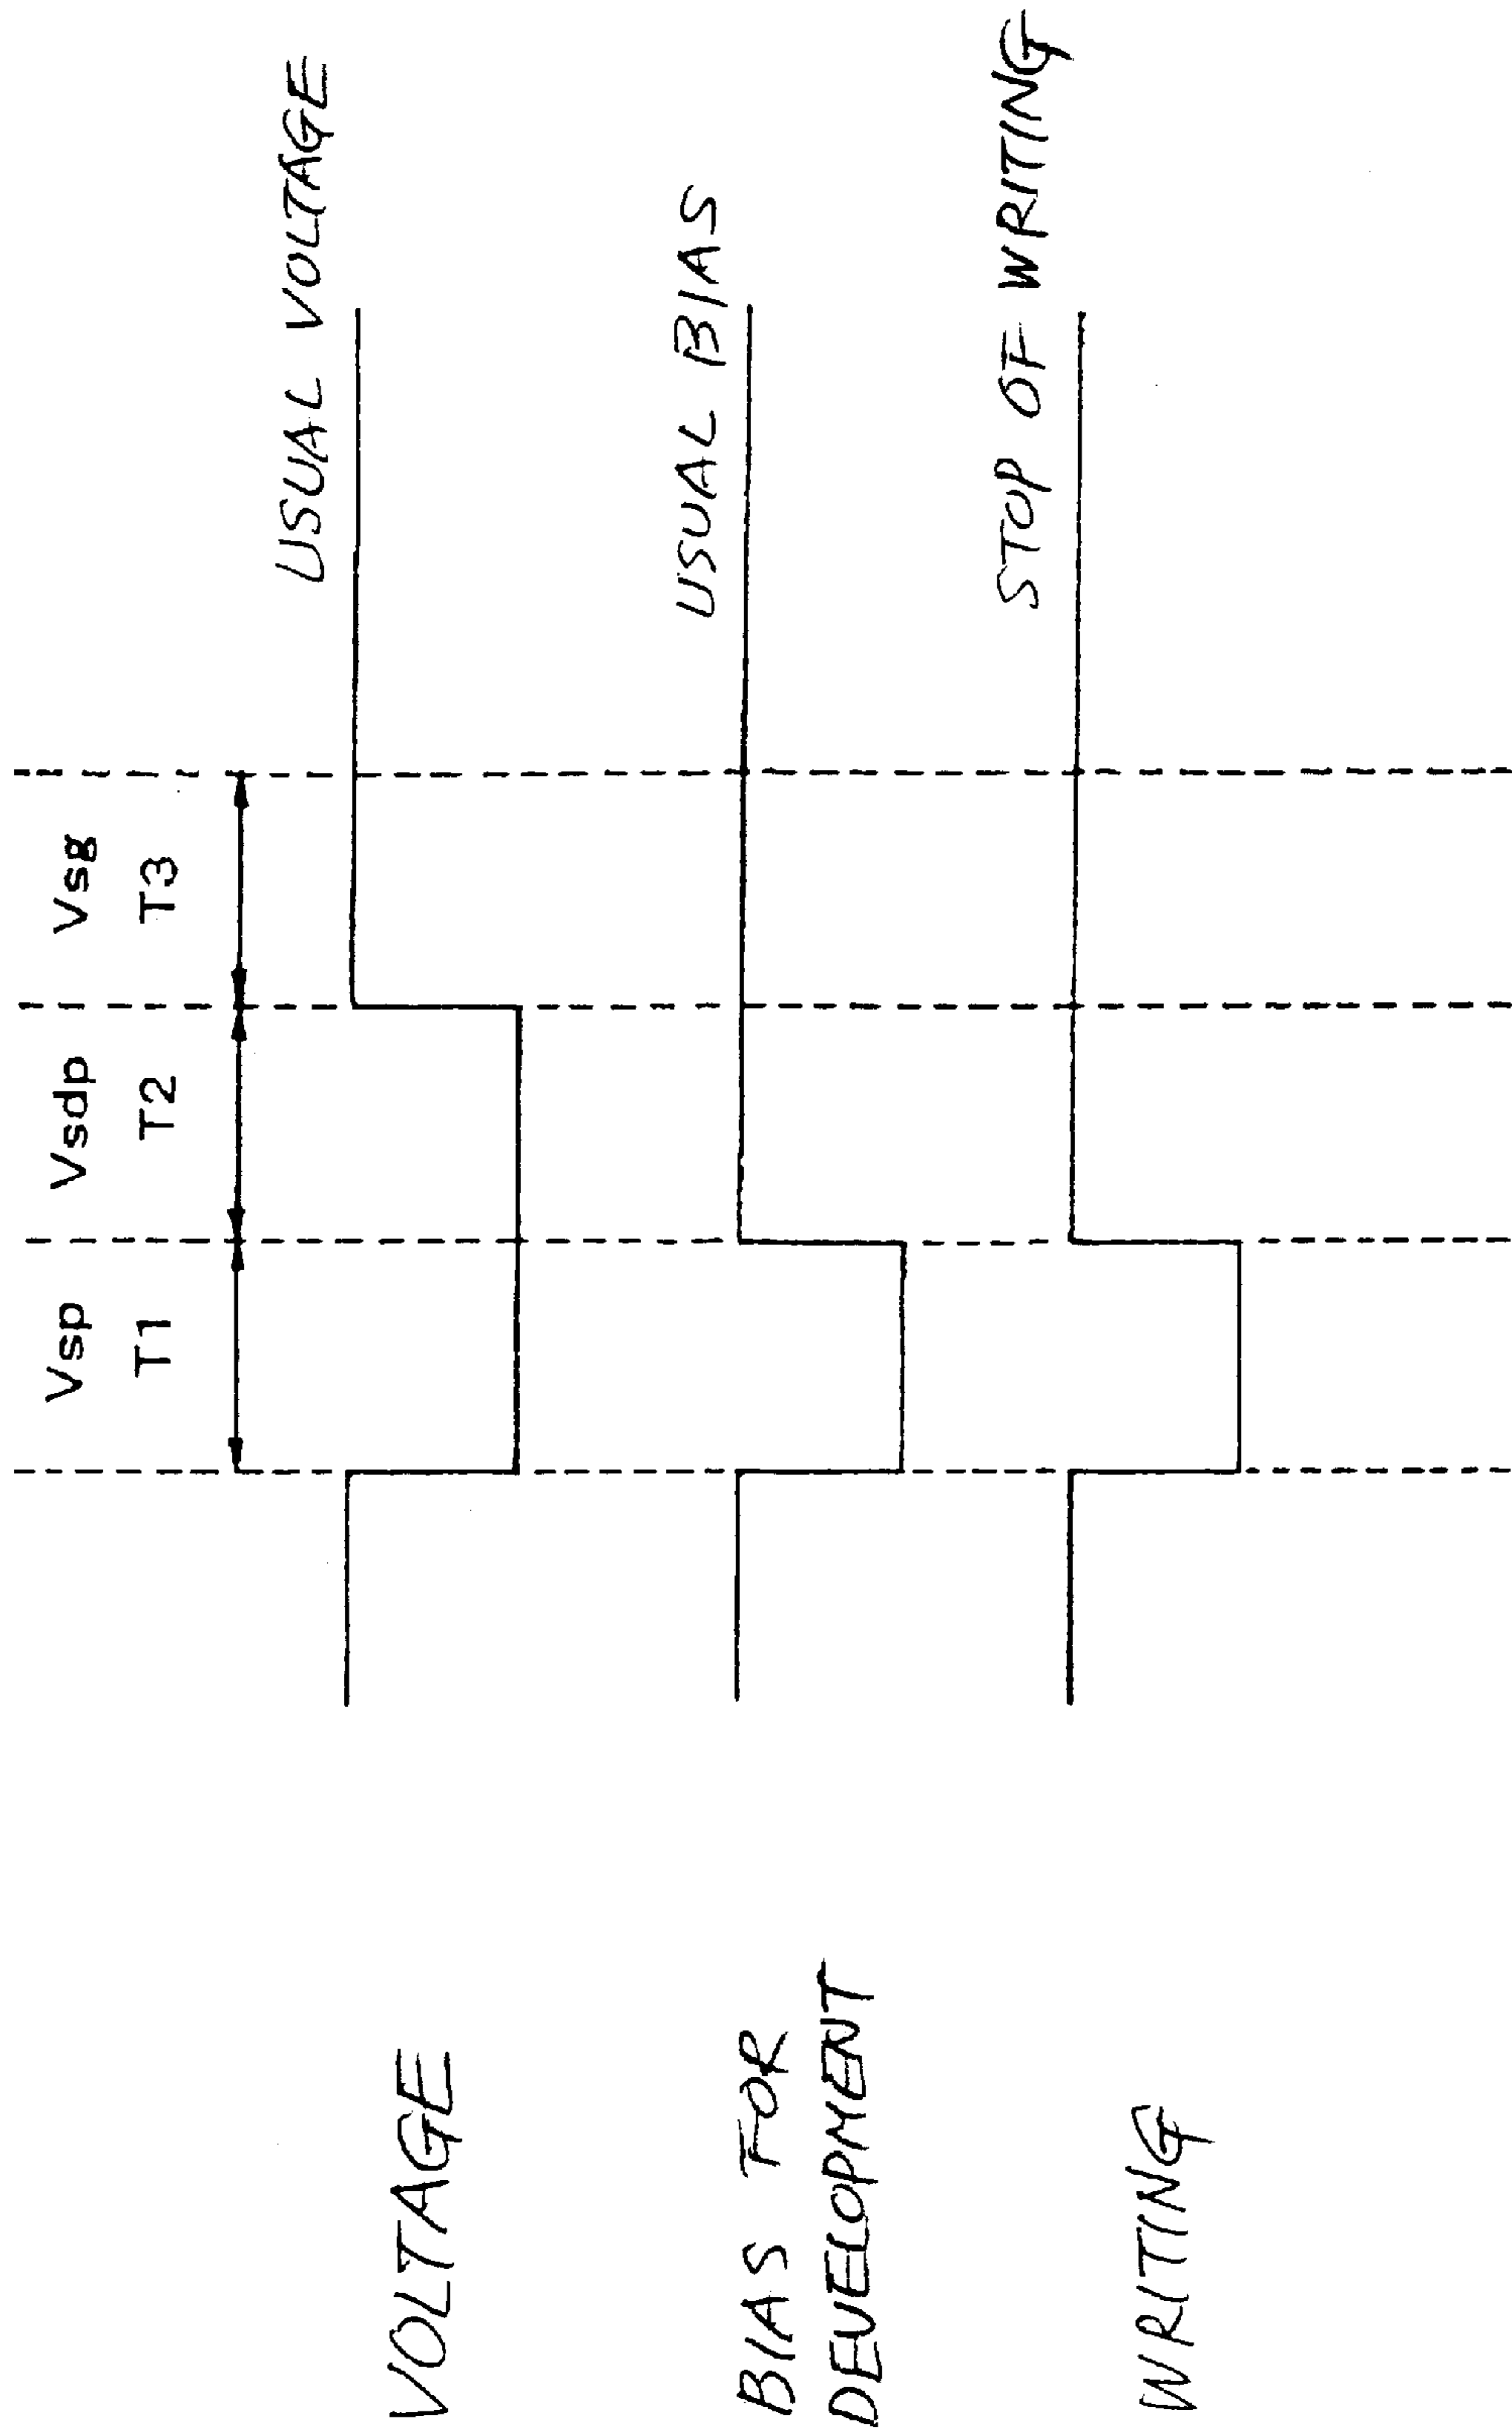 Vsp Vsdp Vsg
T1 T2 T3
USUAL VOLTAGE
VOLTAGE
USUAL BIAS
BIAS FOR
DEVELOPMENT
STOP OF WRITING
WRITING